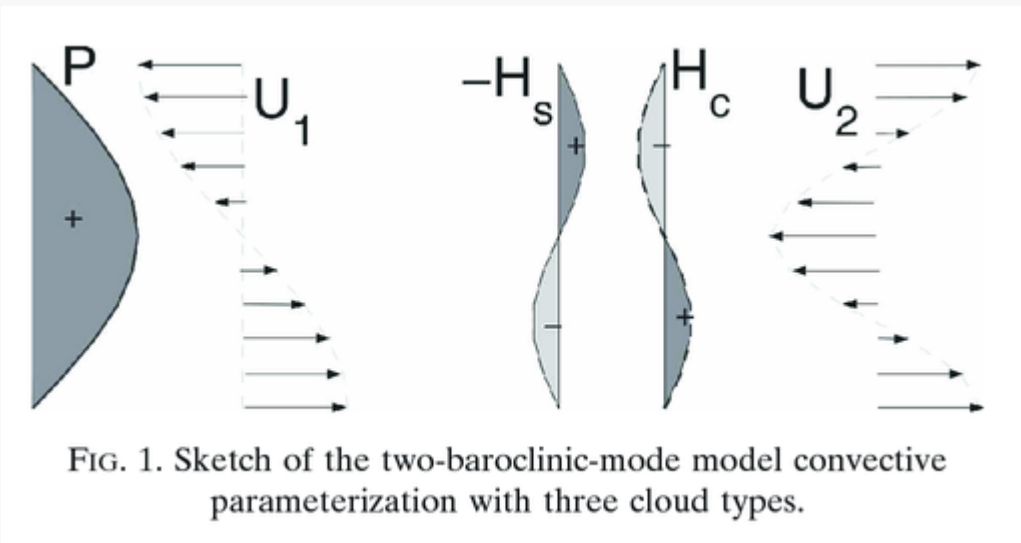 P
U1
–Hs
Hc
U2
+
+
–
–
+
FIG. 1. Sketch of the two-baroclinic-mode model convective
parameterization with three cloud types.